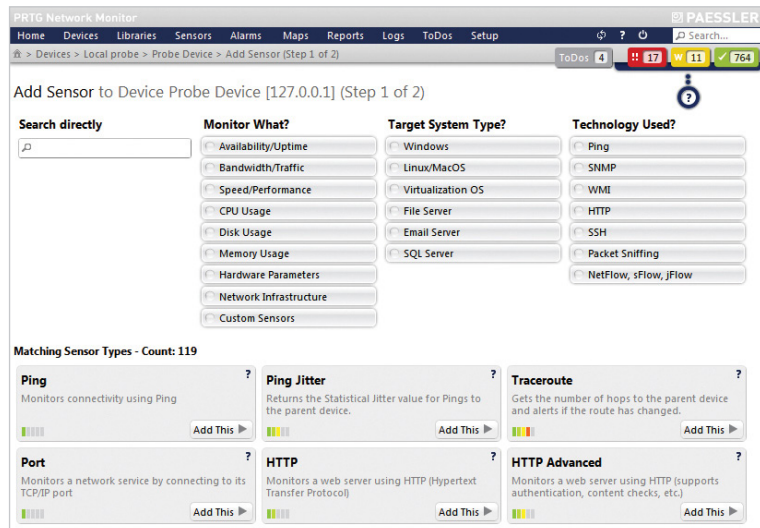 PRTG Network Monitor
PAESSLER
Home Devices Libraries Sensors Alarms Maps Reports Logs ToDos Setup ? Search...
> Devices > Local probe > Probe Device > Add Sensor (Step 1 of 2)
ToDos 4 !! 17 W 11 ✓ 764
?
Add Sensor to Device Probe Device [127.0.0.1] (Step 1 of 2)
Search directly
Monitor What?
Availability/Uptime
Bandwidth/Traffic
Speed/Performance
CPU Usage
Disk Usage
Memory Usage
Hardware Parameters
Network Infrastructure
Custom Sensors
Target System Type?
Windows
Linux/MacOS
Virtualization OS
File Server
Email Server
SQL Server
Technology Used?
Ping
SNMP
WMI
HTTP
SSH
Packet Sniffing
NetFlow, sFlow, jFlow
Matching Sensor Types - Count: 119
Ping ?
Monitors connectivity using Ping
Add This
Ping Jitter ?
Returns the Statistical Jitter value for Pings to
the parent device.
Add This
Traceroute ?
Gets the number of hops to the parent device
and alerts if the route has changed.
Add This
Port ?
Monitors a network service by connecting to its
TCP/IP port
Add This
HTTP ?
Monitors a web server using HTTP (Hypertext
Transfer Protocol)
Add This
HTTP Advanced ?
Monitors a web server using HTTP (supports
authentication, content checks, etc.)
Add This